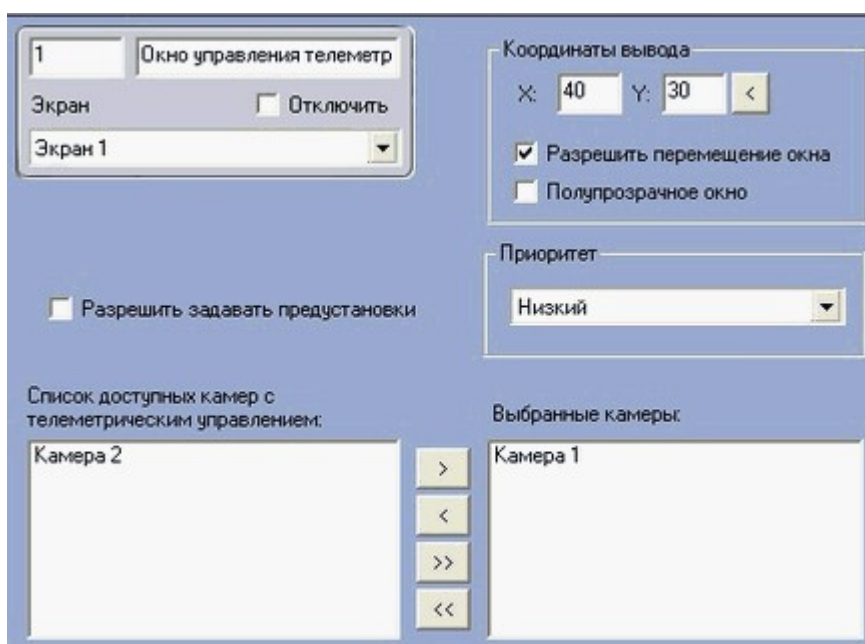 1
Окно управления телеметр
Экран
Отключить
Экран 1
Координаты вывода
X: 40 Y: 30 <
Разрешить перемещение окна
Полупрозрачное окно
Разрешить задавать предустановки
Приоритет
Низкий
Список доступных камер с
телеметрическим управлением:
Камера 2
>
<
>>
<<
Выбранные камеры:
Камера 1